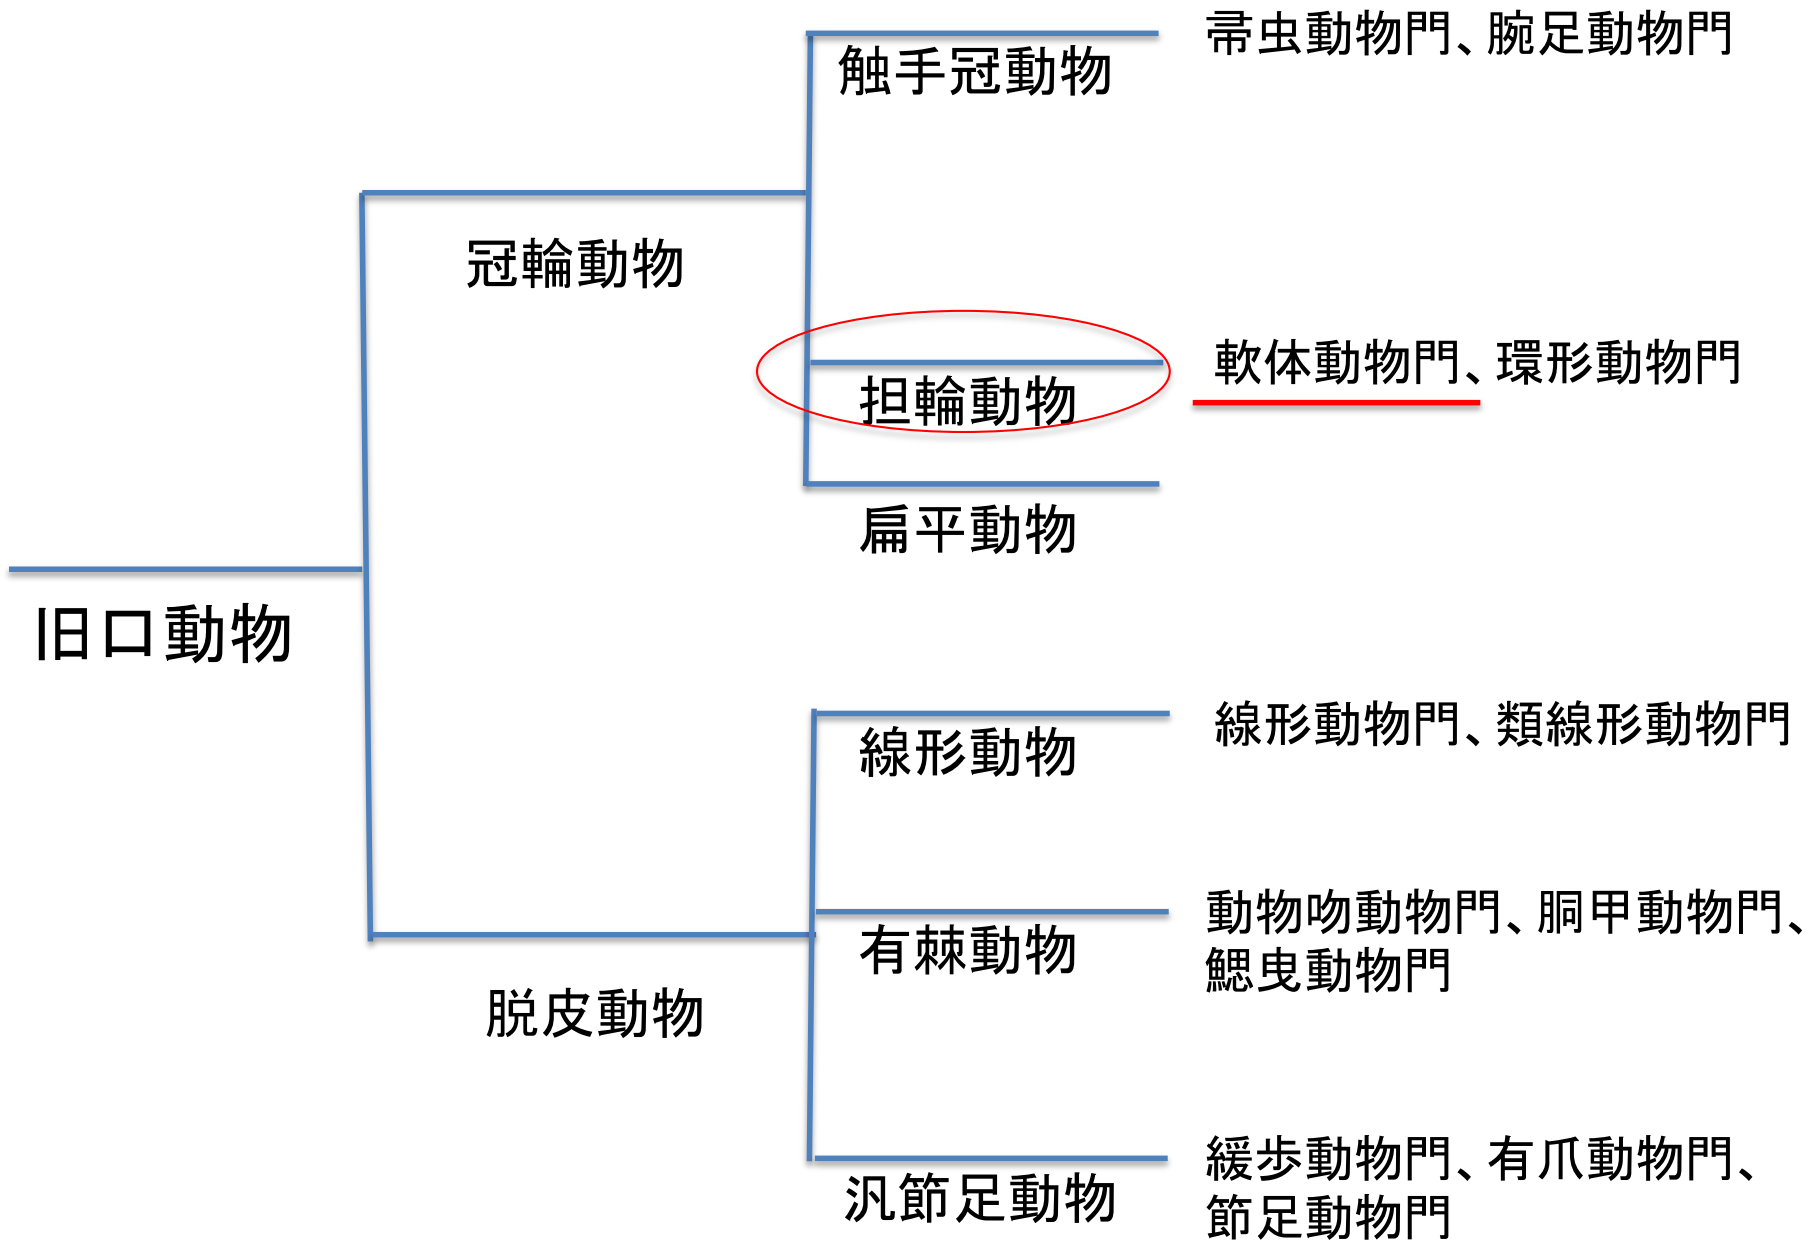 帚虫動物門、腕足動物門
触手冠動物
冠輪動物
軟体動物門、環形動物門
担輪動物
扁平動物
旧口動物
線形動物門、類線形動物門
線形動物
動物吻動物門、胴甲動物門、
鰓曳動物門
有棘動物
脱皮動物
緩歩動物門、有爪動物門、
節足動物門
汎節足動物